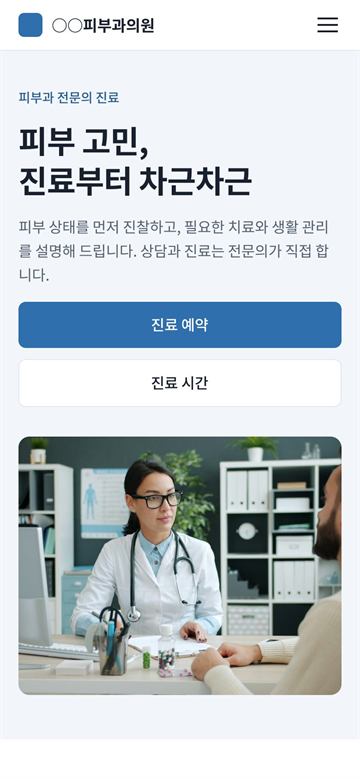 ○○피부과의원
피부과 전문의 진료
피부 고민,
진료부터 차근차근
피부 상태를 먼저 진찰하고, 필요한 치료와 생활 관리
를 설명해 드립니다. 상담과 진료는 전문의가 직접 합
니다.
진료 예약
진료 시간